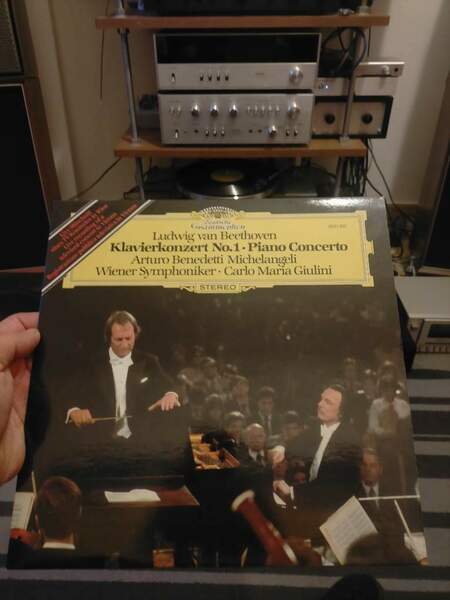 Deutsche
Grammophon
Ludwig van Beethoven
Klavierkonzert No.1 · Piano Concerto
Arturo Benedetti Michelangeli
Wiener Symphoniker · Carlo Maria Giulini
STEREO